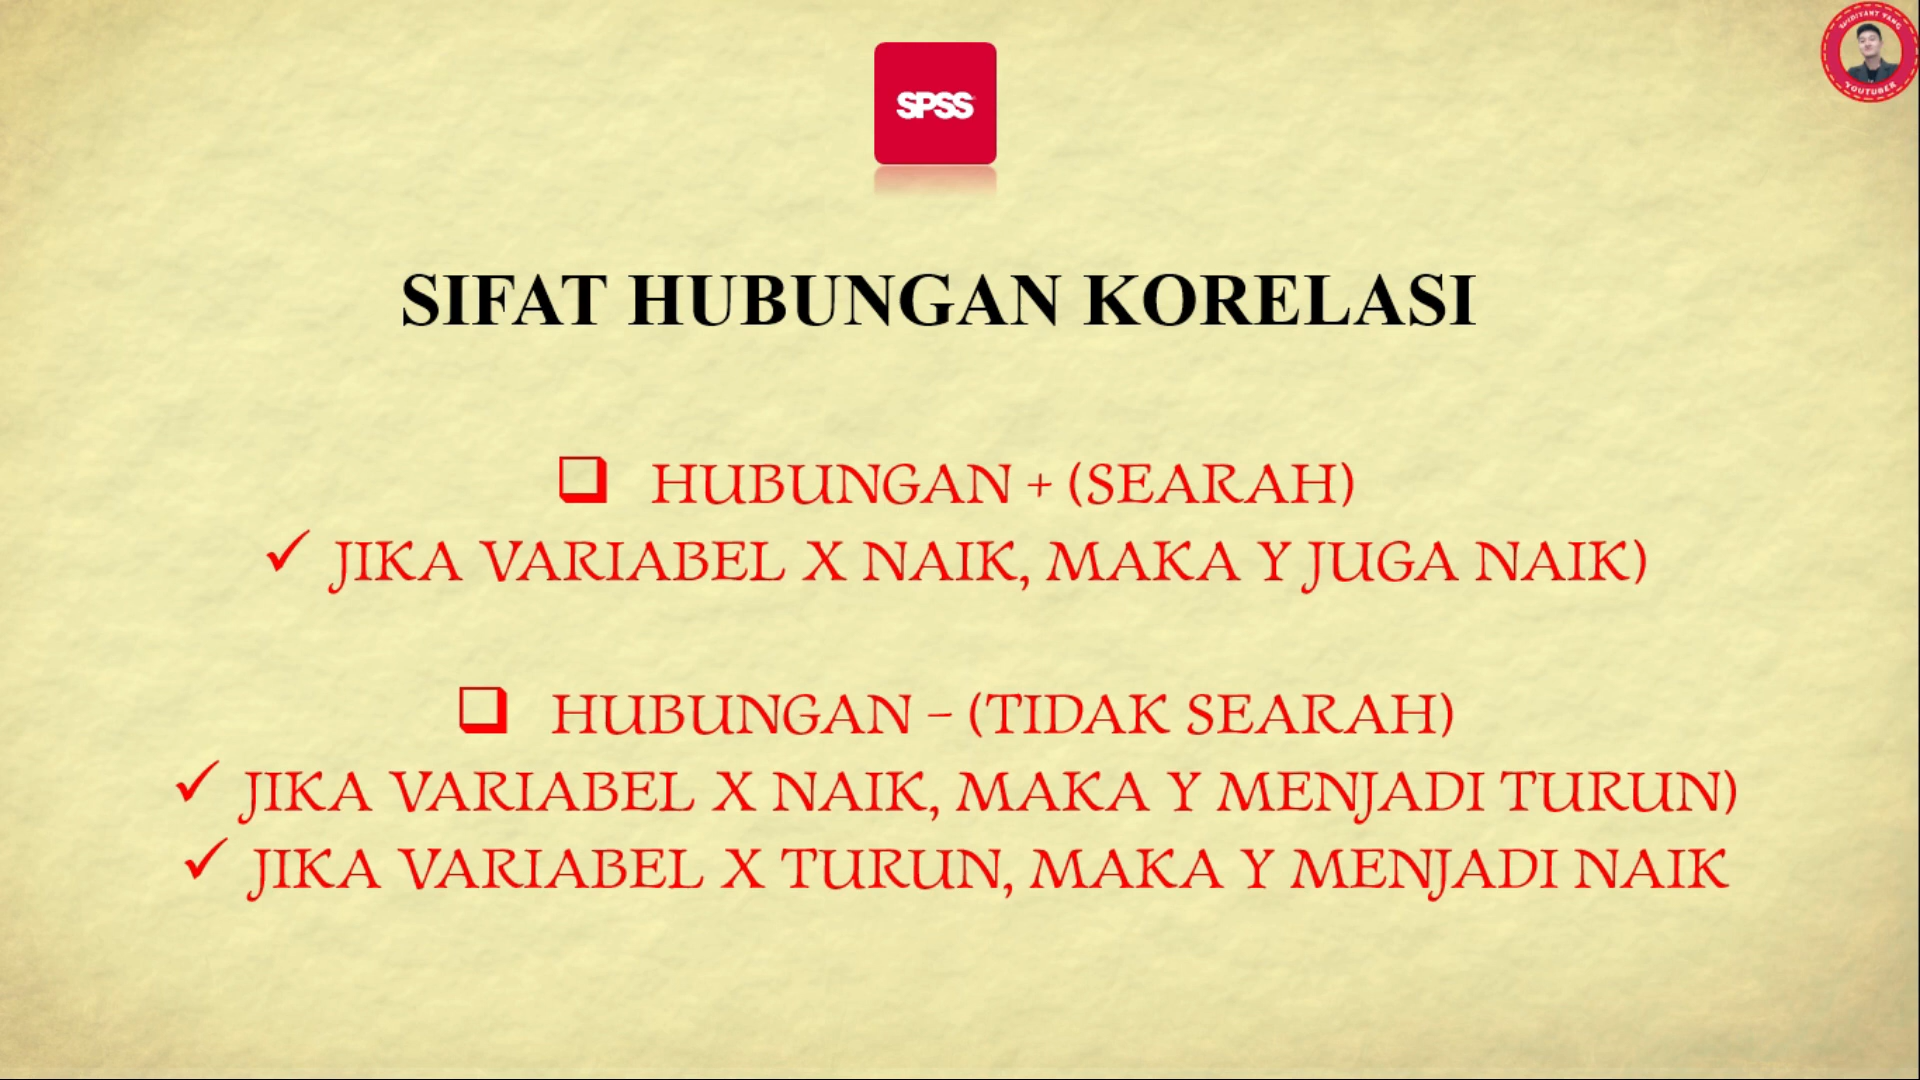 SPSS
YOUTUBER
SIFAT HUBUNGAN KORELASI
HUBUNGAN + (SEARAH)
JIKA VARIABEL X NAIK, MAKA Y JUGA NAIK)
HUBUNGAN – (TIDAK SEARAH)
JIKA VARIABEL X NAIK, MAKA Y MENJADI TURUN)
JIKA VARIABEL X TURUN, MAKA Y MENJADI NAIK